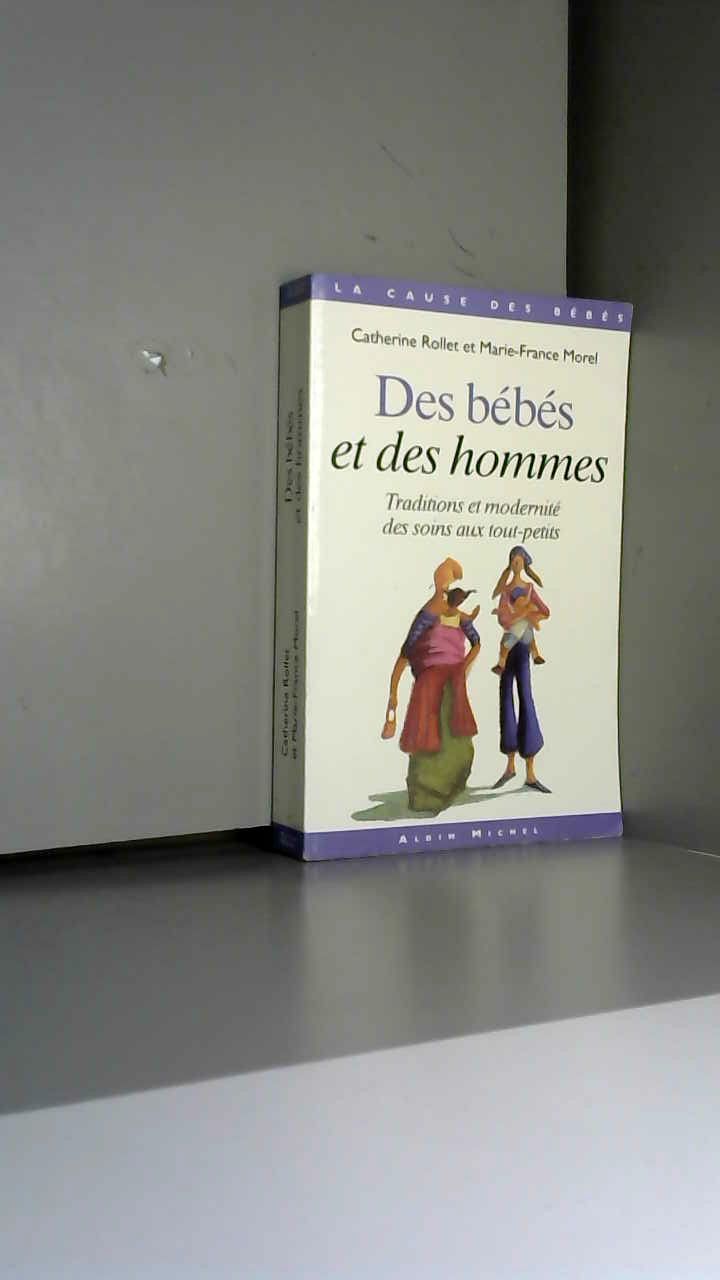 LA CAUSE DES BÉBÉS
Catherine Rollet et Marie-France Morel
Des bébés
et des hommes
Traditions et modernité
des soins aux tout-petits
ALBIN MICHEL
Des bébés
et des hommes
Catherine Rollet
et Marie-France Morel